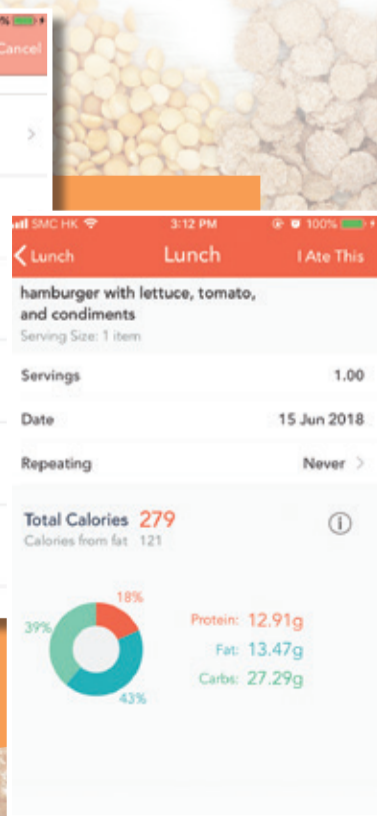 %
Cancel
SMC HK 3:12 PM 100%
Lunch Lunch I Ate This
hamburger with lettuce, tomato,
and condiments
Serving Size: 1 item
Servings 1.00
Date 15 Jun 2018
Repeating Never
Total Calories 279
Calories from fat 121
18%
39%
43%
Protein: 12.91g
Fat: 13.47g
Carbs: 27.29g